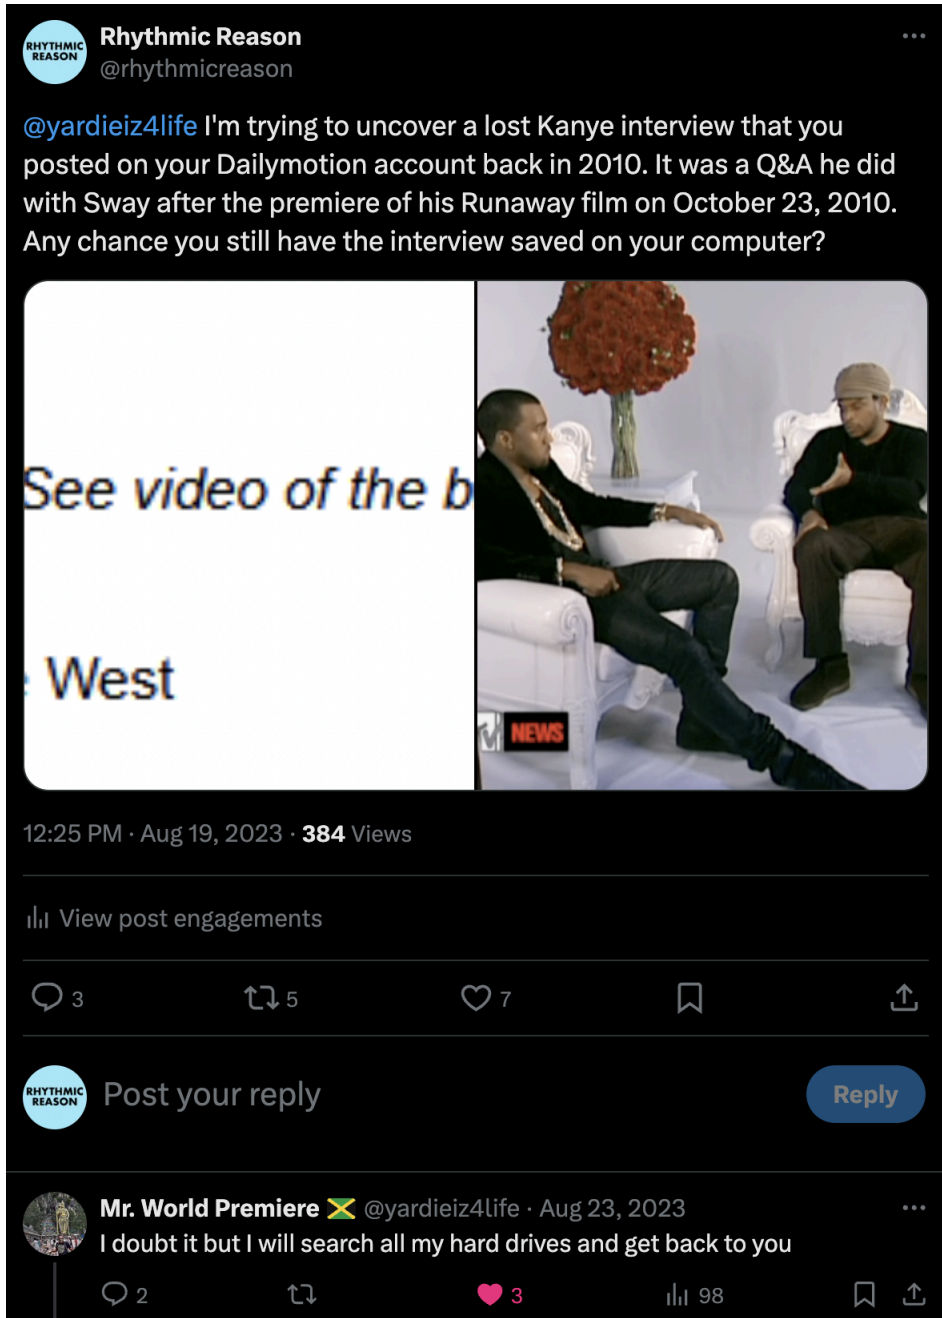 RHYTHMIC
REASON
Rhythmic Reason
@rhythmicreason
@yardieiz4life I'm trying to uncover a lost Kanye interview that you
posted on your Dailymotion account back in 2010. It was a Q&A he did
with Sway after the premiere of his Runaway film on October 23, 2010.
Any chance you still have the interview saved on your computer?
See video of the b
West
MTV NEWS
12:25 PM · Aug 19, 2023 · 384 Views
View post engagements
3 5 7
RHYTHMIC
REASON
Post your reply
Reply
Mr. World Premiere @yardieiz4life · Aug 23, 2023
I doubt it but I will search all my hard drives and get back to you
2 3 98